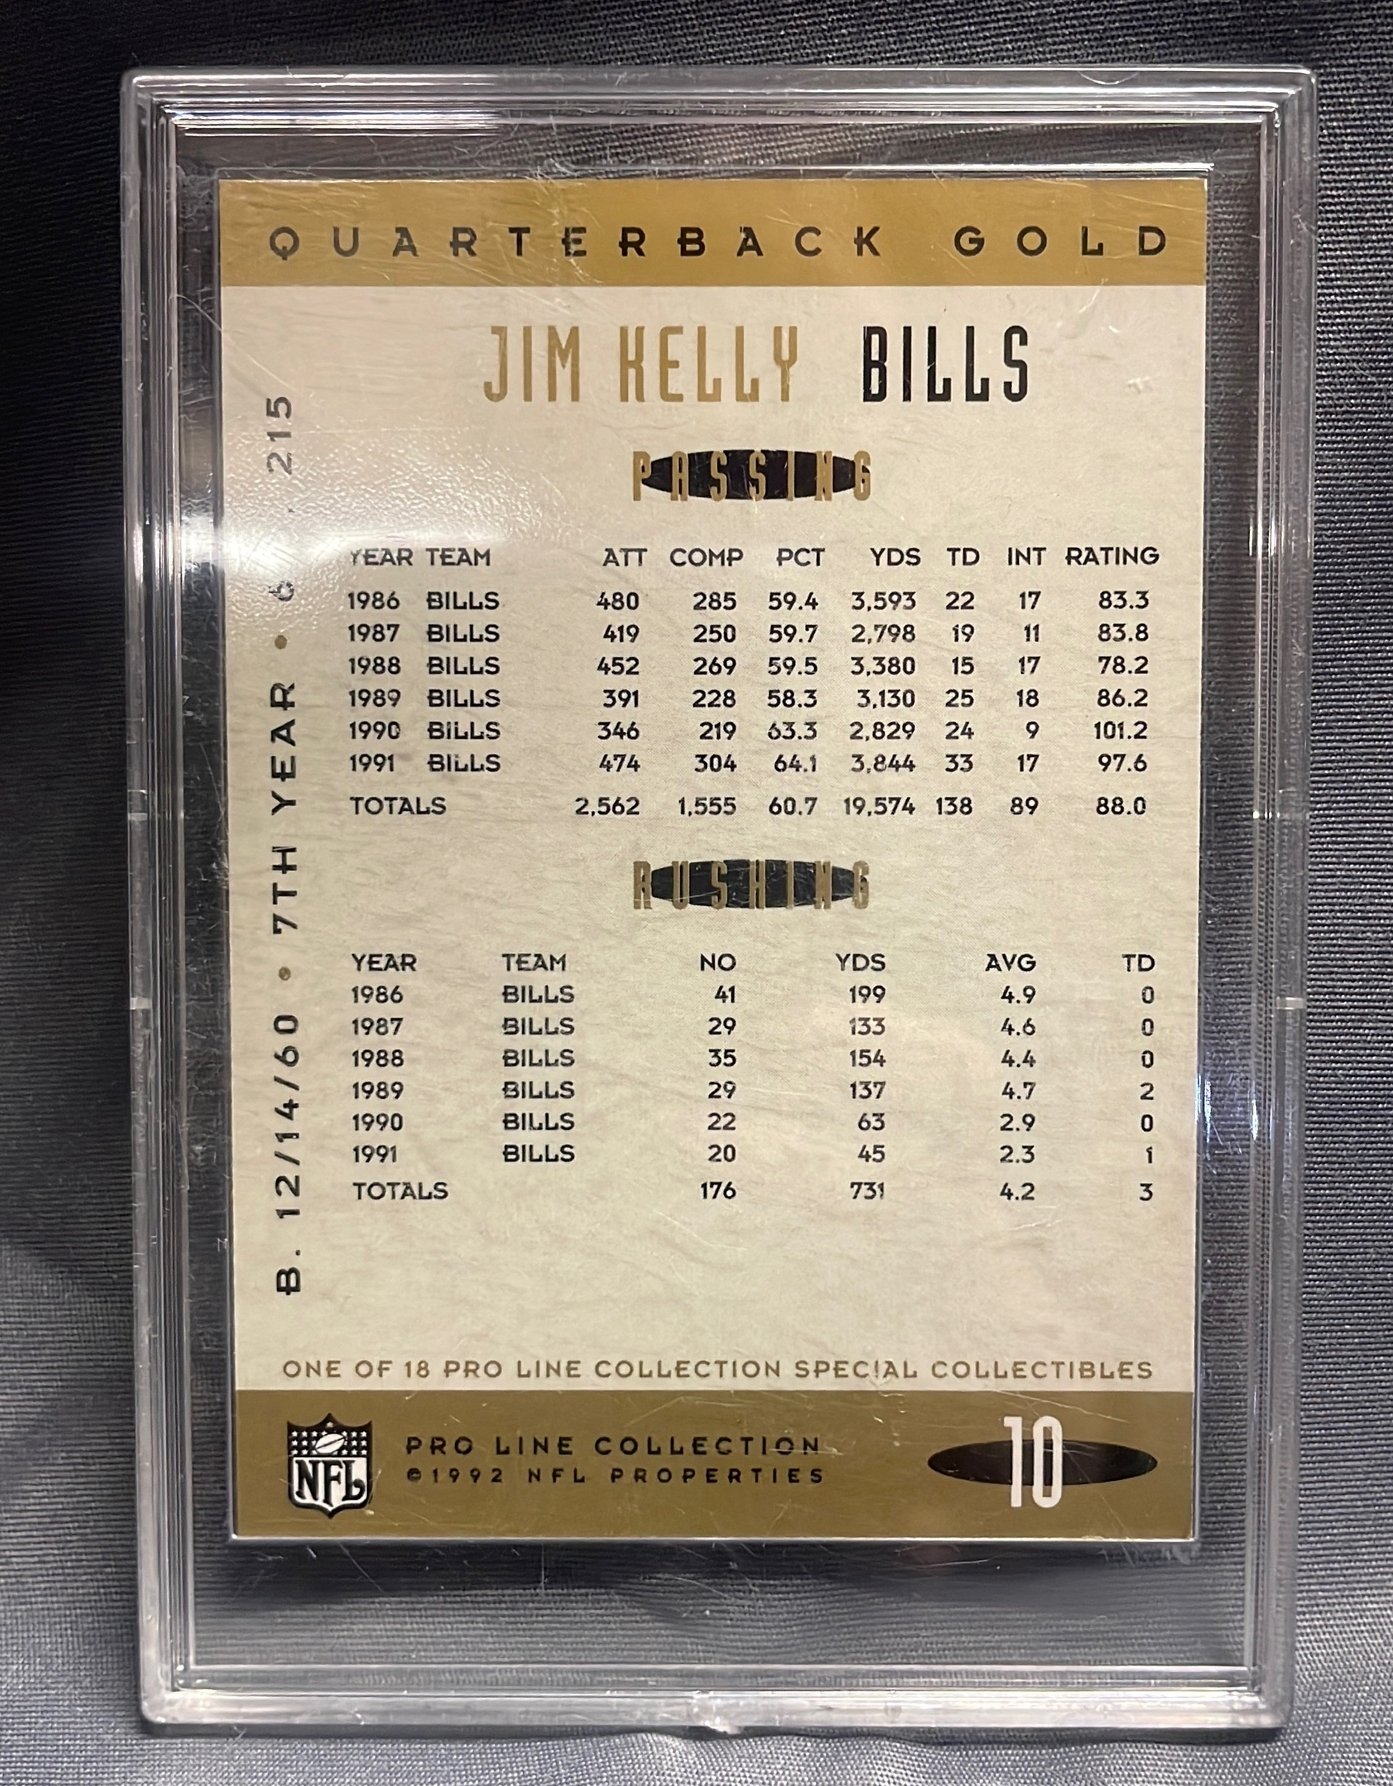 QUARTERBACK GOLD
JIM KELLY BILLS
PASSING
YEAR TEAM ATT COMP PCT YDS TD INT RATING
1986 BILLS 480 285 59.4 3,593 22 17 83.3
1987 BILLS 419 250 59.7 2,798 19 11 83.8
1988 BILLS 452 269 59.5 3,380 15 17 78.2
1989 BILLS 391 228 58.3 3,130 25 18 86.2
1990 BILLS 346 219 63.3 2,829 24 9 101.2
1991 BILLS 474 304 64.1 3,844 33 17 97.6
TOTALS 2,562 1,555 60.7 19,574 138 89 88.0
RUSHING
YEAR TEAM NO YDS AVG TD
1986 BILLS 41 199 4.9 0
1987 BILLS 29 133 4.6 0
1988 BILLS 35 154 4.4 0
1989 BILLS 29 137 4.7 2
1990 BILLS 22 63 2.9 0
1991 BILLS 20 45 2.3 1
TOTALS 176 731 4.2 3
B. 12/14/60 • 7TH YEAR • 215
ONE OF 18 PRO LINE COLLECTION SPECIAL COLLECTIBLES
NFL
PRO LINE COLLECTION
©1992 NFL PROPERTIES
10